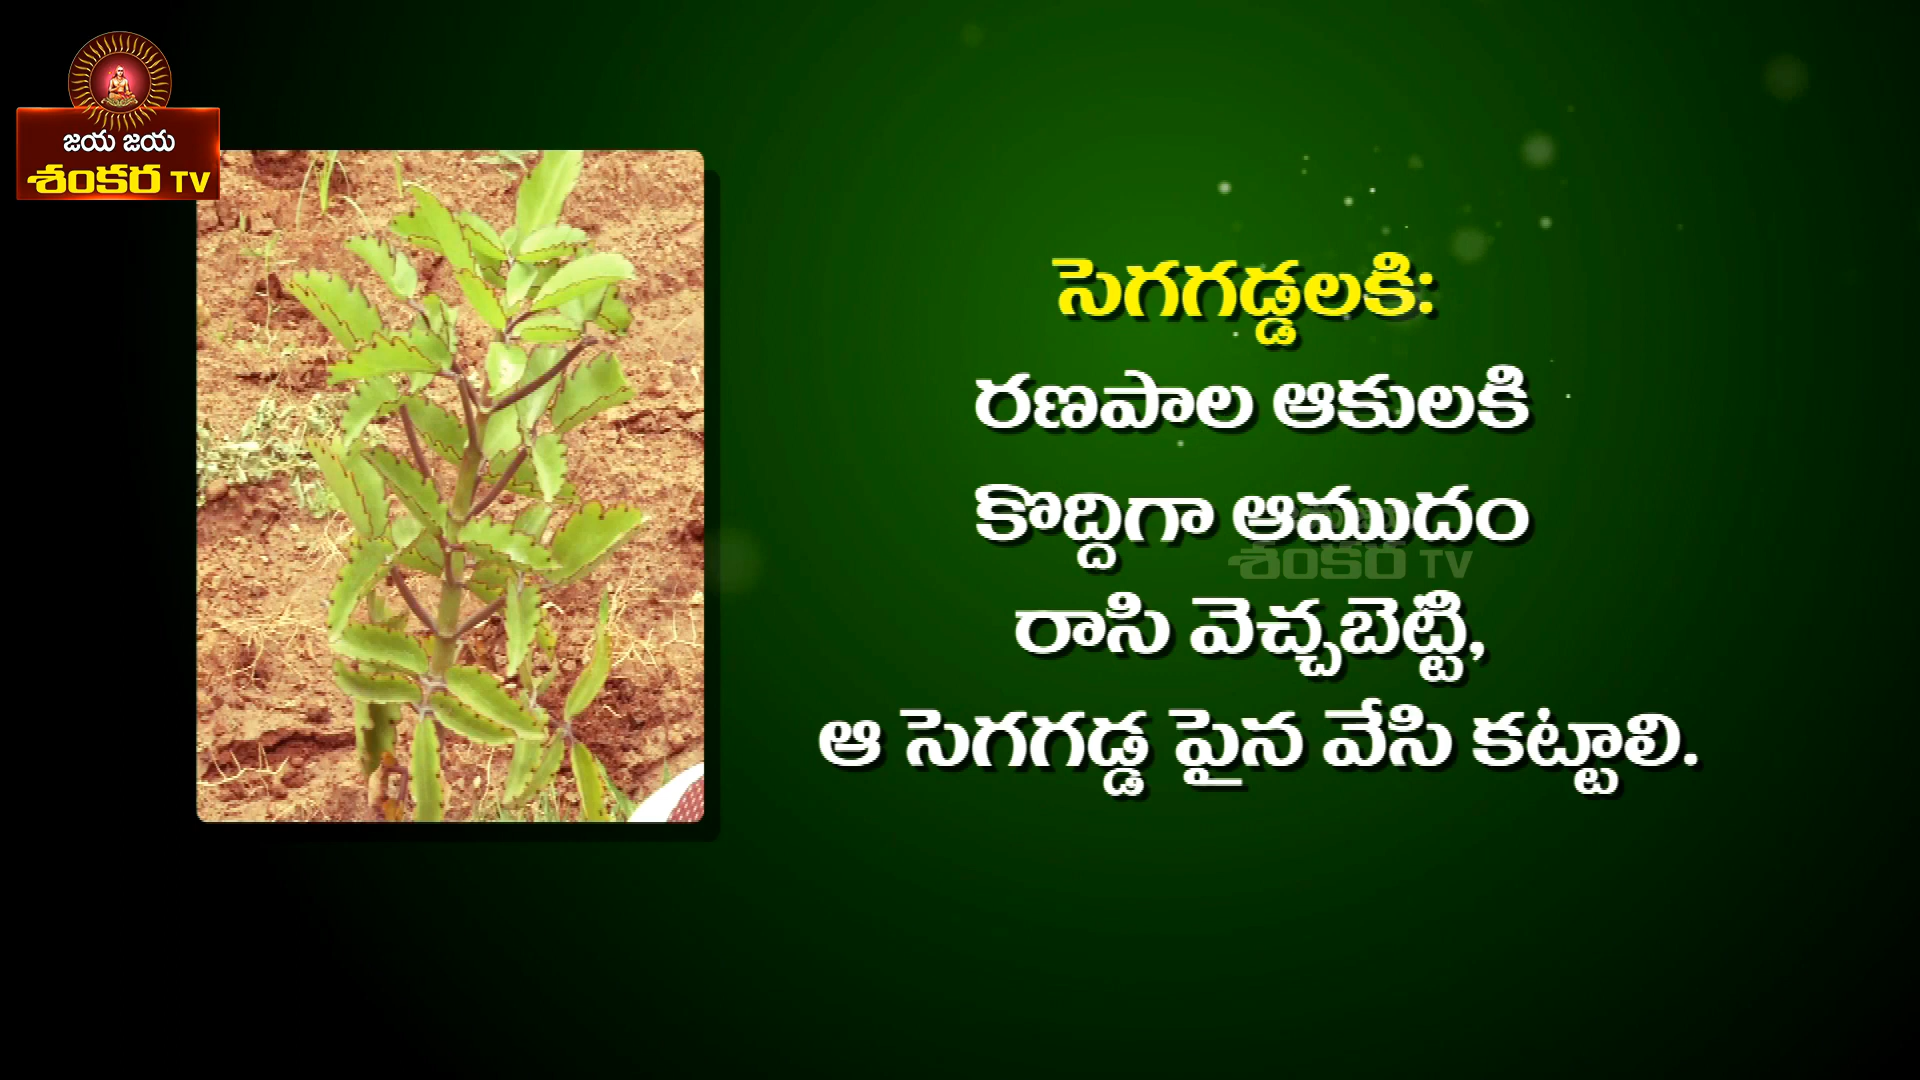 జయ జయ
శంకర TV
సెగగడ్డలకి:
రణపాల ఆకులకి
కొద్దిగా ఆముదం
శంకర TV
రాసి వెచ్చబెట్టి,
ఆ సెగగడ్డ పైన వేసి కట్టాలి.